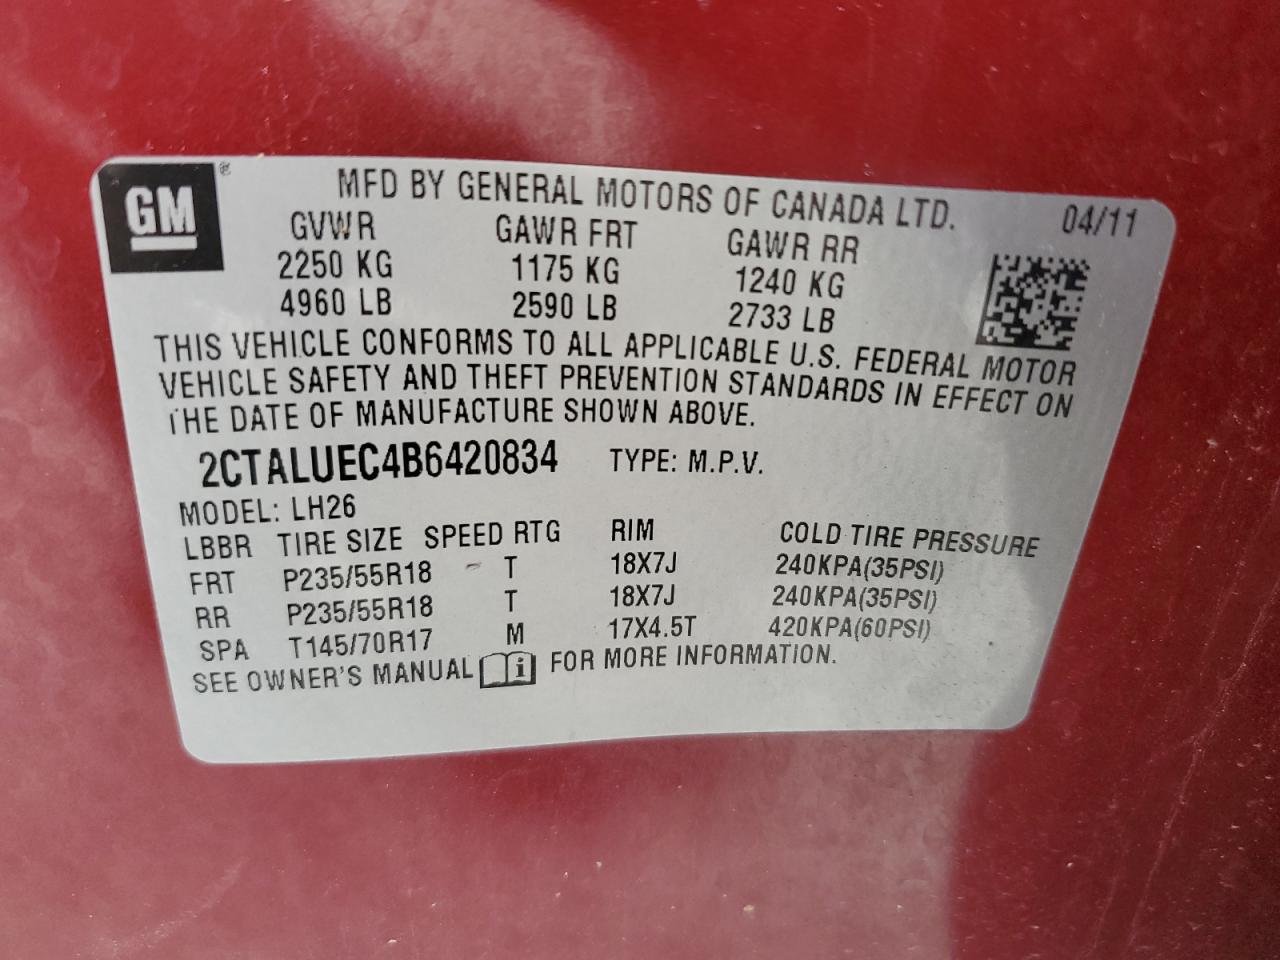 GM ® MFD BY GENERAL MOTORS OF CANADA LTD. 04/11
GVWR GAWR FRT GAWR RR
2250 KG 1175 KG 1240 KG
4960 LB 2590 LB 2733 LB
THIS VEHICLE CONFORMS TO ALL APPLICABLE U.S. FEDERAL MOTOR
VEHICLE SAFETY AND THEFT PREVENTION STANDARDS IN EFFECT ON
THE DATE OF MANUFACTURE SHOWN ABOVE.
2CTALUEC4B6420834 TYPE: M.P.V.
MODEL: LH26
LBBR TIRE SIZE SPEED RTG RIM COLD TIRE PRESSURE
FRT P235/55R18 T 18X7J 240KPA(35PSI)
RR P235/55R18 T 18X7J 240KPA(35PSI)
SPA T145/70R17 M 17X4.5T 420KPA(60PSI)
SEE OWNER'S MANUAL i FOR MORE INFORMATION.